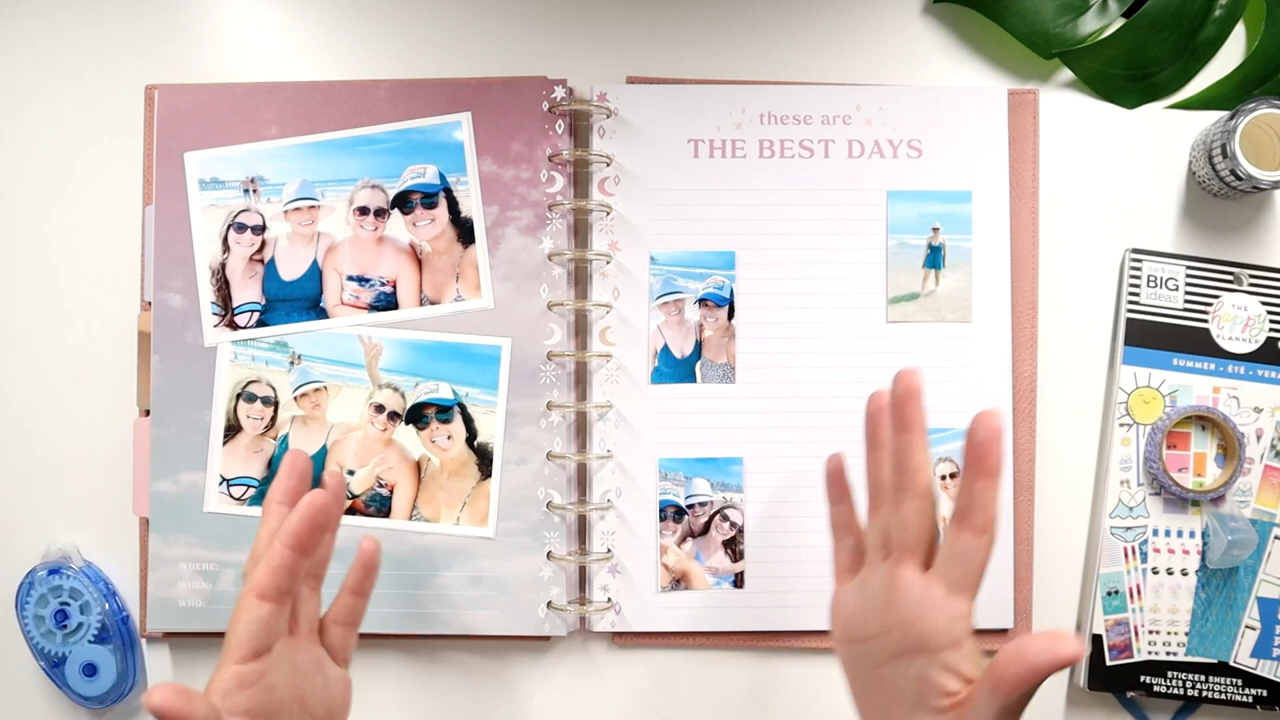 these are
THE BEST DAYS
WHERE:
WHEN:
WHO:
me & my
BIG
ideas
THE
happy
PLANNER
SUMMER • ÉTÉ • VERA
STICKER SHEETS
FEUILLES D'AUTOCOLLANTS
HOJAS DE PEGATINAS